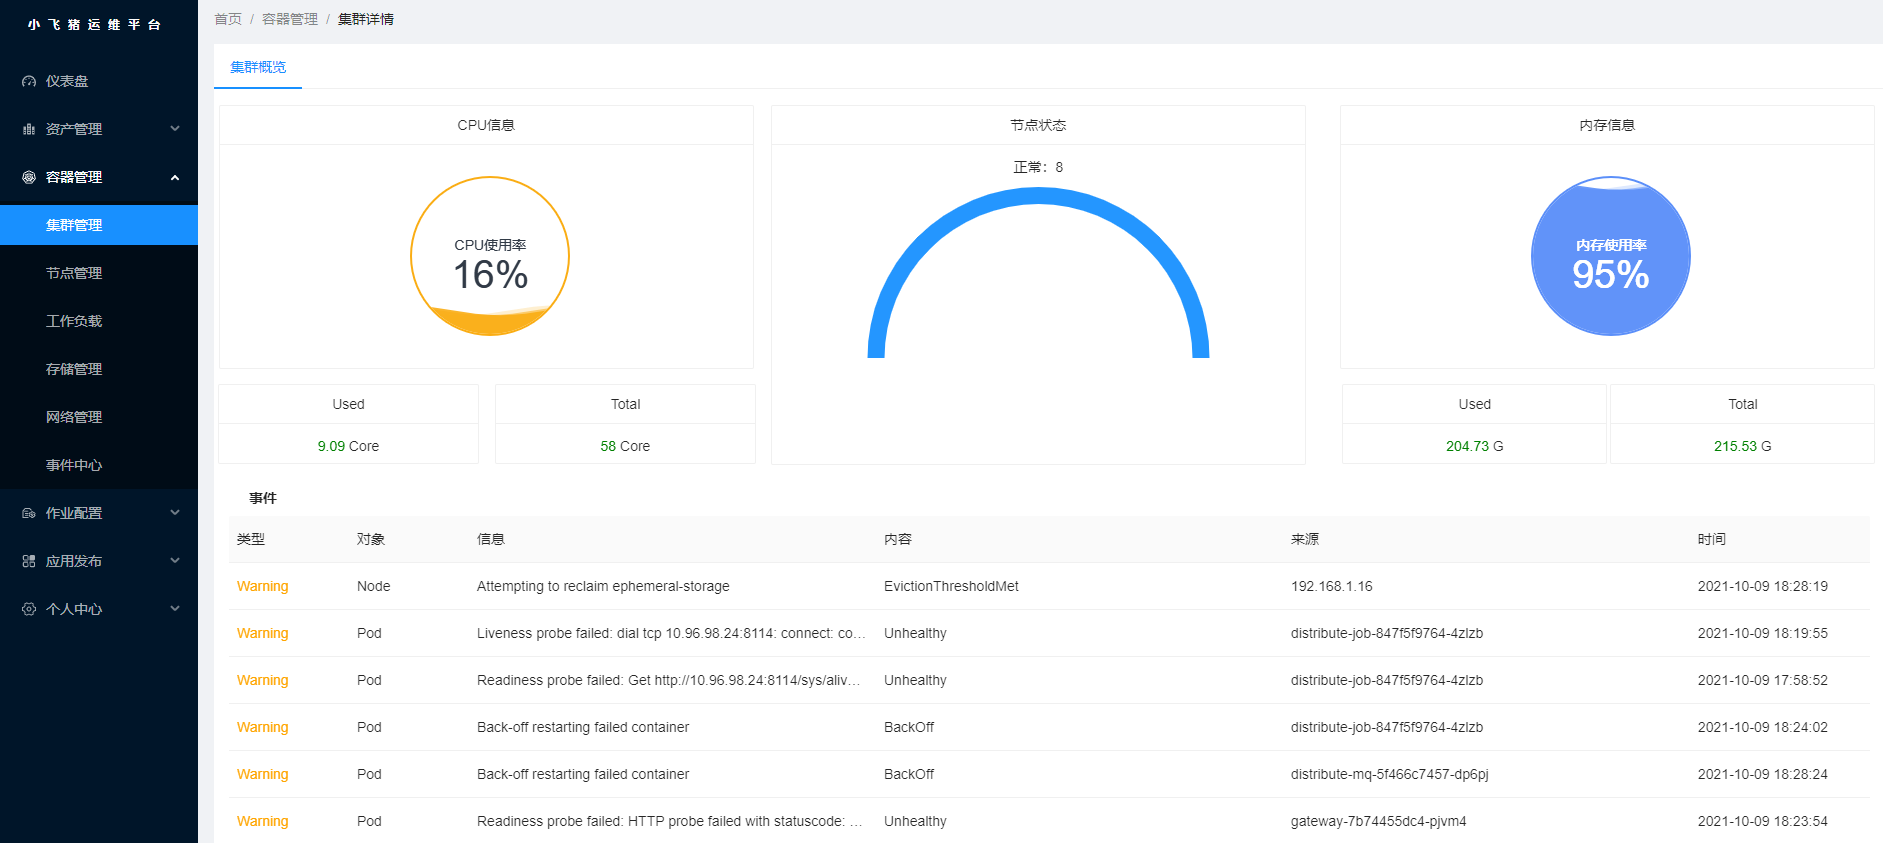 小飞猪运维平台
仪表盘
资产管理
容器管理
集群管理
节点管理
工作负载
存储管理
网络管理
事件中心
作业配置
应用发布
个人中心
首页 / 容器管理 / 集群详情
集群概览
CPU信息
CPU使用率
16%
Used
9.09 Core
Total
58 Core
节点状态
正常：8
内存信息
内存使用率
95%
Used
204.73 G
Total
215.53 G
事件
类型 对象 信息 内容 来源 时间
Warning Node Attempting to reclaim ephemeral-storage EvictionThresholdMet 192.168.1.16 2021-10-09 18:28:19
Warning Pod Liveness probe failed: dial tcp 10.96.98.24:8114: connect: co... Unhealthy distribute-job-847f5f9764-4zlzb 2021-10-09 18:19:55
Warning Pod Readiness probe failed: Get http://10.96.98.24:8114/sys/aliv... Unhealthy distribute-job-847f5f9764-4zlzb 2021-10-09 17:58:52
Warning Pod Back-off restarting failed container BackOff distribute-job-847f5f9764-4zlzb 2021-10-09 18:24:02
Warning Pod Back-off restarting failed container BackOff distribute-mq-5f466c7457-dp6pj 2021-10-09 18:28:24
Warning Pod Readiness probe failed: HTTP probe failed with statuscode: ... Unhealthy gateway-7b74455dc4-pjvm4 2021-10-09 18:23:54